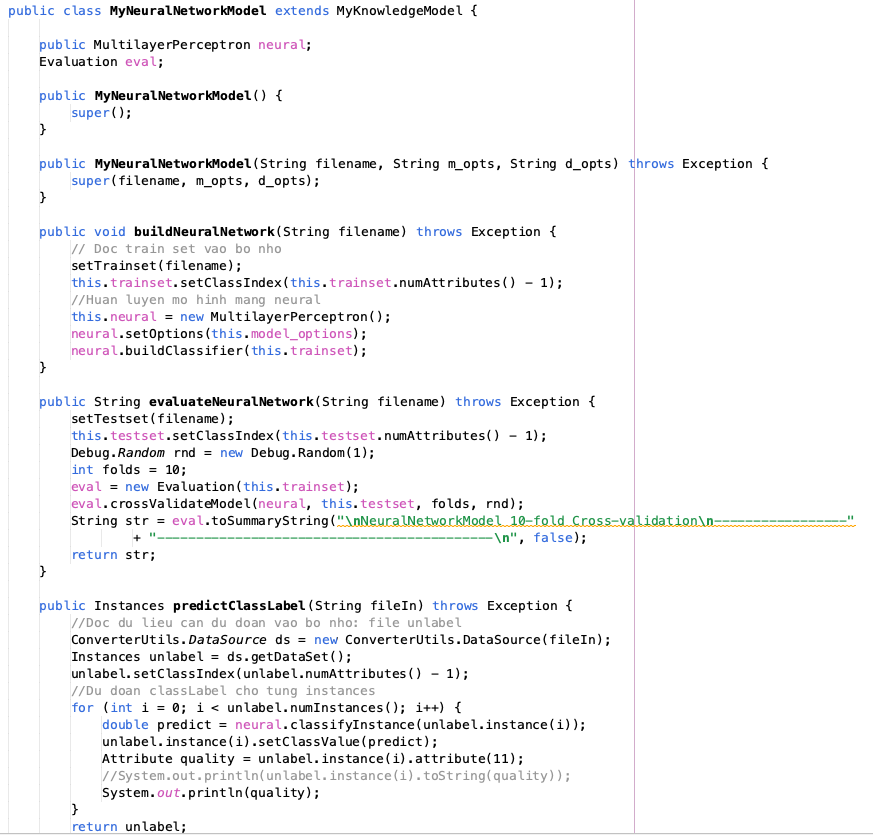 public class MyNeuralNetworkModel extends MyKnowledgeModel {
public MultilayerPerceptron neural;
Evaluation eval;
public MyNeuralNetworkModel() {
super();
}
public MyNeuralNetworkModel(String filename, String m_opts, String d_opts) throws Exception {
super(filename, m_opts, d_opts);
}
public void buildNeuralNetwork(String filename) throws Exception {
// Doc train set vao bo nho
setTrainset(filename);
this.trainset.setClassIndex(this.trainset.numAttributes() - 1);
//Huan luyen mo hinh mang neural
this.neural = new MultilayerPerceptron();
neural.setOptions(this.model_options);
neural.buildClassifier(this.trainset);
}
public String evaluateNeuralNetwork(String filename) throws Exception {
setTestset(filename);
this.testset.setClassIndex(this.testset.numAttributes() - 1);
Debug.Random rnd = new Debug.Random(1);
int folds = 10;
eval = new Evaluation(this.trainset);
eval.crossValidateModel(neural, this.testset, folds, rnd);
String str = eval.toSummaryString("\nNeuralNetworkModel 10-fold Cross-validation\n-----------------"
+ "-------------------------------------------\n", false);
return str;
}
public Instances predictClassLabel(String fileIn) throws Exception {
//Doc du lieu can du doan vao bo nho: file unlabel
ConverterUtils.DataSource ds = new ConverterUtils.DataSource(fileIn);
Instances unlabel = ds.getDataSet();
unlabel.setClassIndex(unlabel.numAttributes() - 1);
//Du doan classLabel cho tung instances
for (int i = 0; i < unlabel.numInstances(); i++) {
double predict = neural.classifyInstance(unlabel.instance(i));
unlabel.instance(i).setClassValue(predict);
Attribute quality = unlabel.instance(i).attribute(11);
//System.out.println(unlabel.instance(i).toString(quality));
System.out.println(quality);
}
return unlabel;